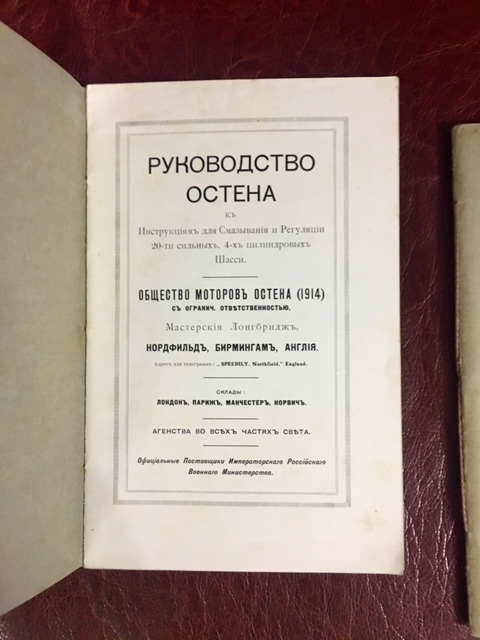 РУКОВОДСТВО
ОСТЕНА
КЪ
Инструкціямъ для Смазыванія и Регуляціи
20-ти сильныхъ, 4-хъ цилиндровыхъ
Шасси.
ОБЩЕСТВО МОТОРОВЪ ОСТЕНА (1914)
СЪ ОГРАНИЧ. ОТВѢТСТВЕННОСТЬЮ,
Мастерскія Лонгбриджъ,
НОРДФИЛЬДЪ, БИРМИНГАМЪ, АНГЛІЯ.
Адресъ для телеграммъ: „SPEEDILY, Northfield,” England.
СКЛАДЫ:
ЛОНДОНЪ, ПАРИЖЪ, МАНЧЕСТЕРЪ, НОРВИЧЪ.
АГЕНСТВА ВО ВСѢХЪ ЧАСТЯХЪ СВѢТА.
Официіальные Поставщики Императорскаго Россійскаго
Военнаго Министерства.